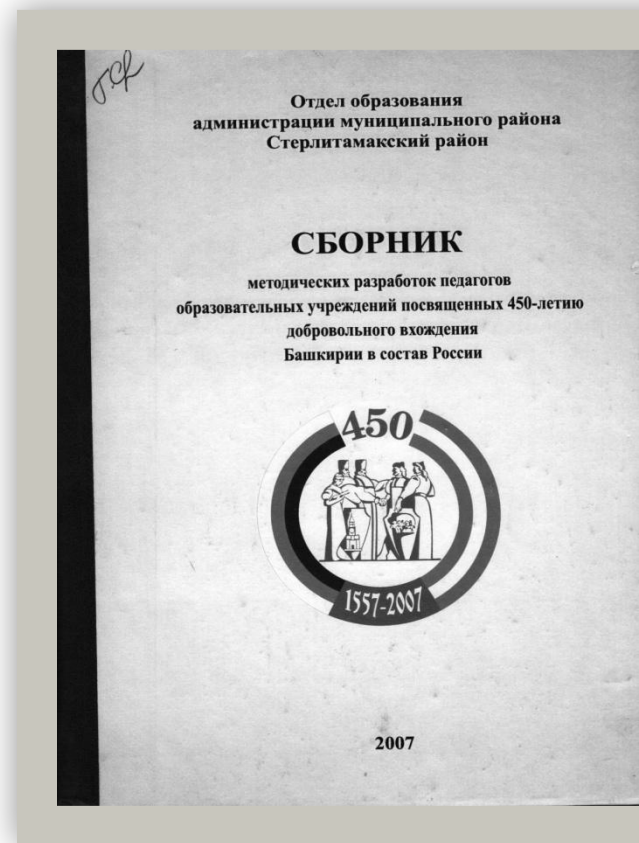 Отдел образования
администрации муниципального района
Стерлитамакский район
СБОРНИК
методических разработок педагогов
образовательных учреждений посвященных 450-летию
добровольного вхождения
Башкирии в состав России
450
1557-2007
2007